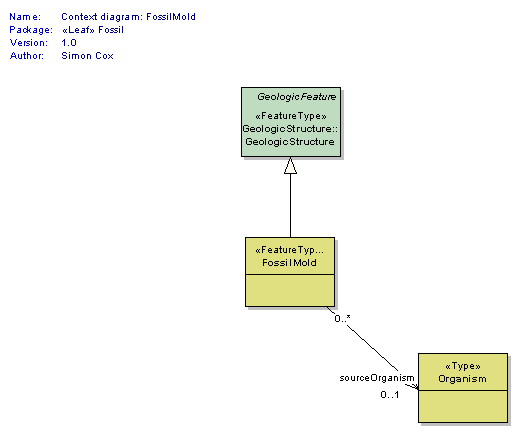 Name: Context diagram: FossilMold
Package: «Leaf» Fossil
Version: 1.0
Author: Simon Cox
GeologicFeature
«FeatureType»
GeologicStructure::
GeologicStructure
«FeatureTyp...
FossilMold
0..*
sourceOrganism
0..1
«Type»
Organism